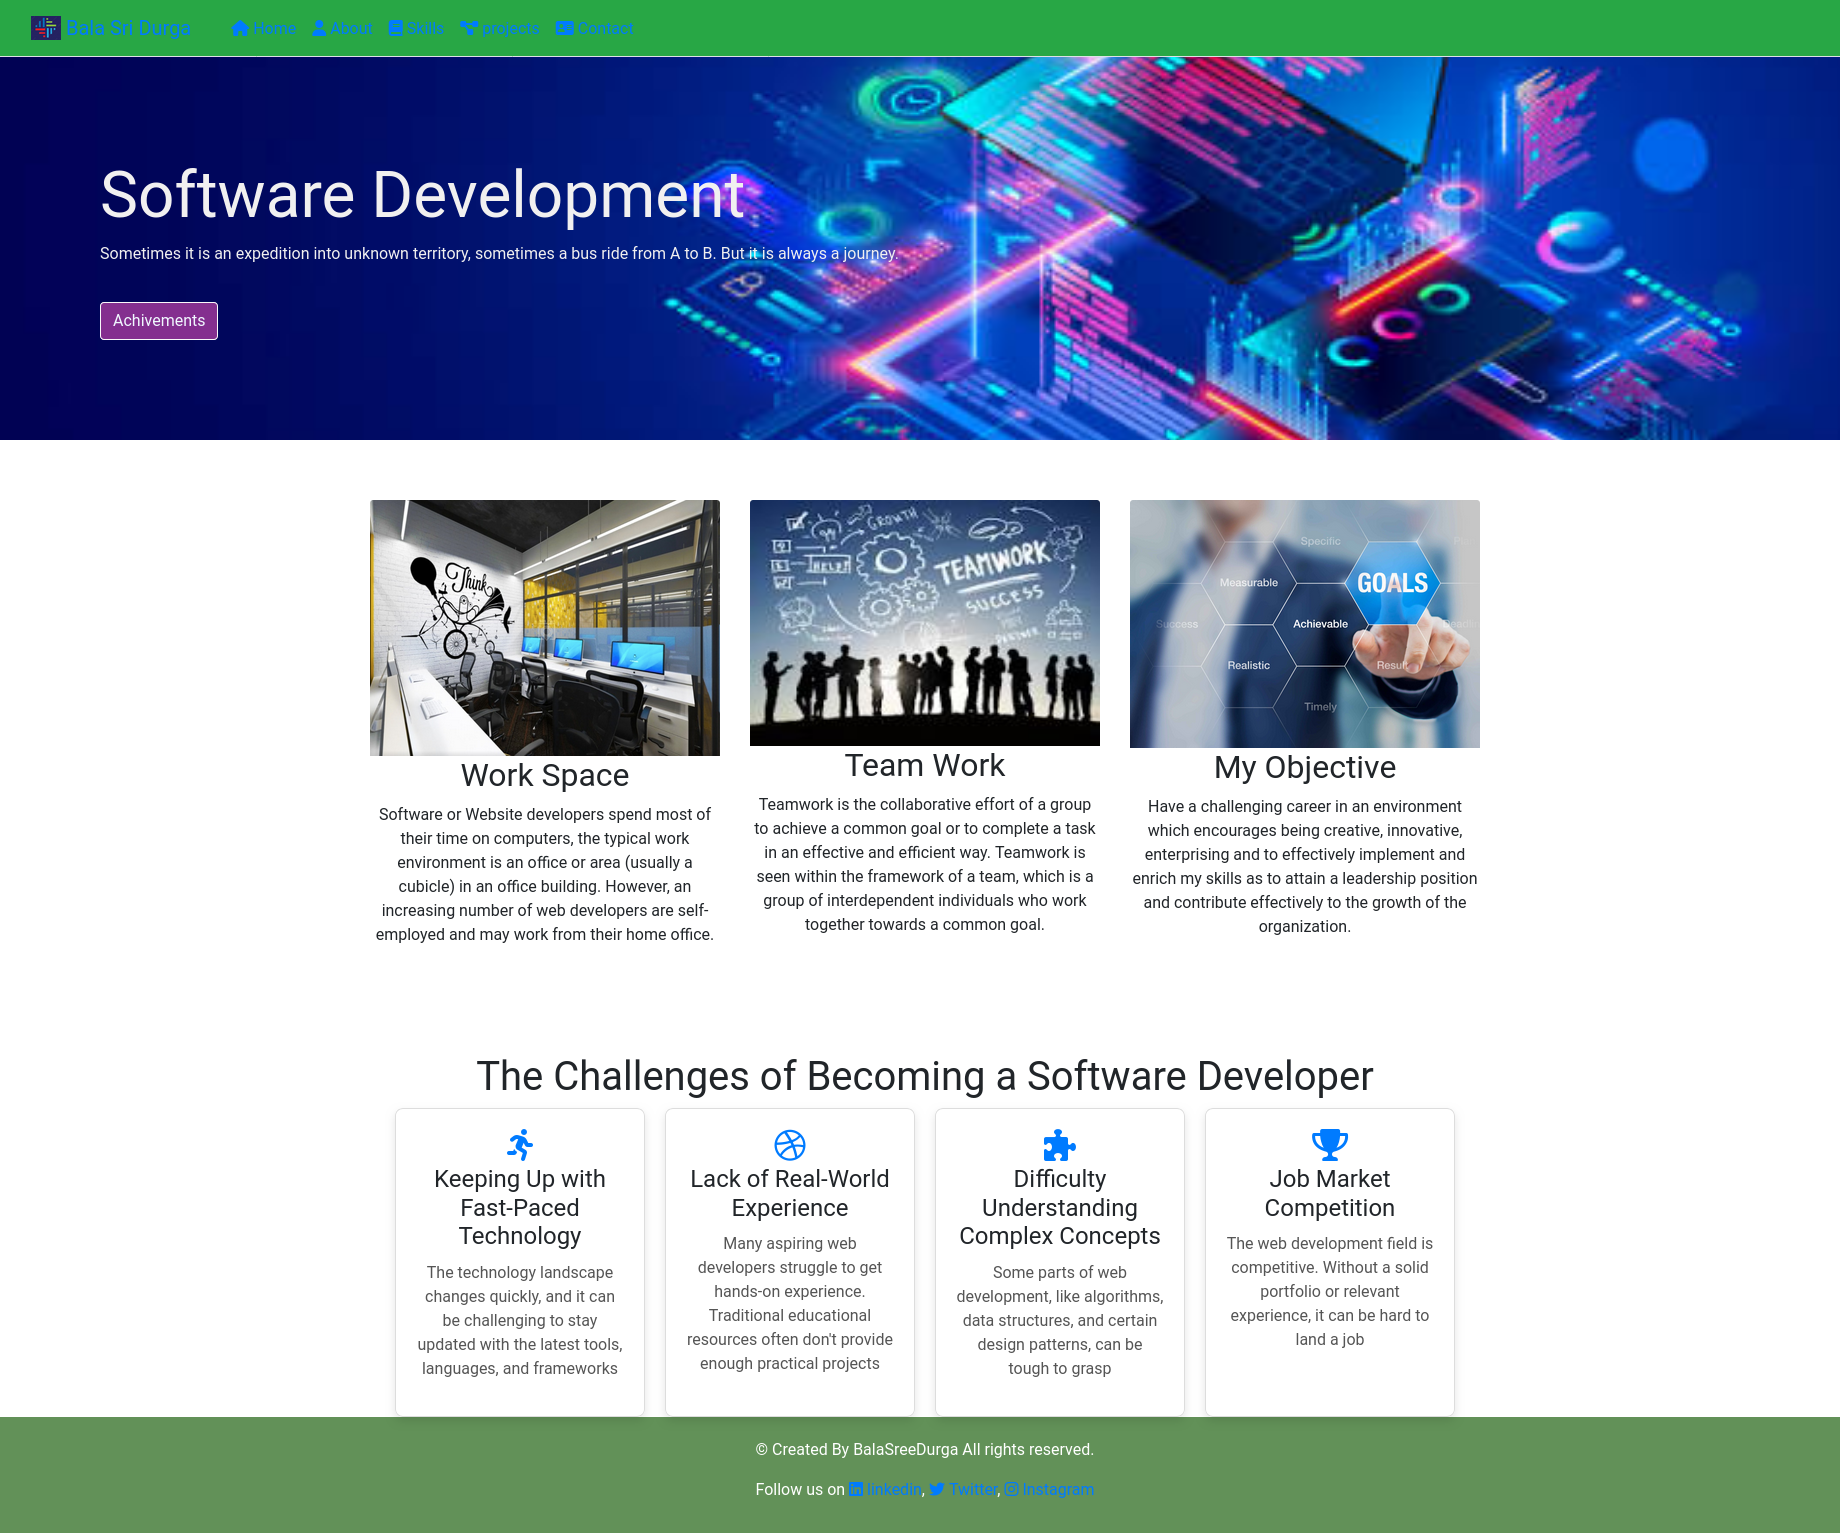 Bala Sri Durga Home About Skills projects Contact
Software Development
Sometimes it is an expedition into unknown territory, sometimes a bus ride from A to B. But it is always a journey.
Achivements
Think
GROWTH
HELP!
TEAMWORK
SUCCESS
Specific
Measurable
GOALS
Success
Achievable
Realistic
Result
Timely
Work Space
Software or Website developers spend most of
their time on computers, the typical work
environment is an office or area (usually a
cubicle) in an office building. However, an
increasing number of web developers are self-
employed and may work from their home office.
Team Work
Teamwork is the collaborative effort of a group
to achieve a common goal or to complete a task
in an effective and efficient way. Teamwork is
seen within the framework of a team, which is a
group of interdependent individuals who work
together towards a common goal.
My Objective
Have a challenging career in an environment
which encourages being creative, innovative,
enterprising and to effectively implement and
enrich my skills as to attain a leadership position
and contribute effectively to the growth of the
organization.
The Challenges of Becoming a Software Developer
Keeping Up with
Fast-Paced
Technology
The technology landscape
changes quickly, and it can
be challenging to stay
updated with the latest tools,
languages, and frameworks
Lack of Real-World
Experience
Many aspiring web
developers struggle to get
hands-on experience.
Traditional educational
resources often don't provide
enough practical projects
Difficulty
Understanding
Complex Concepts
Some parts of web
development, like algorithms,
data structures, and certain
design patterns, can be
tough to grasp
Job Market
Competition
The web development field is
competitive. Without a solid
portfolio or relevant
experience, it can be hard to
land a job
© Created By BalaSreeDurga All rights reserved.
Follow us on linkedin, Twitter, Instagram